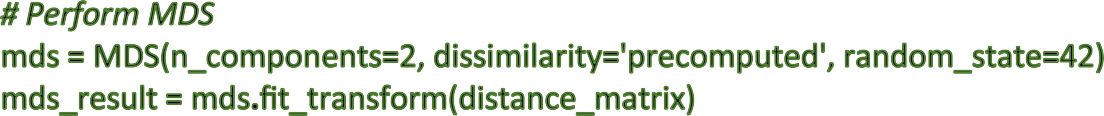 # Perform MDS
mds = MDS(n_components=2, dissimilarity='precomputed', random_state=42)
mds_result = mds.fit_transform(distance_matrix)